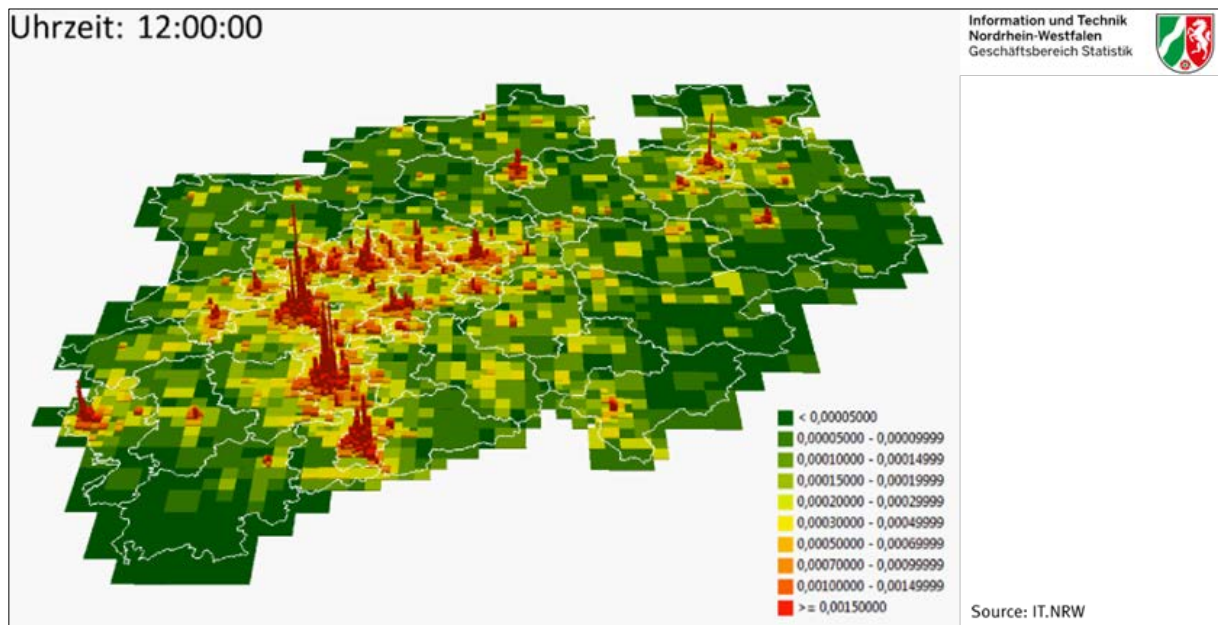 Uhrzeit: 12:00:00
Information und Technik
Nordrhein-Westfalen
Geschäftsbereich Statistik
< 0,00005000
0,00005000 - 0,00009999
0,00010000 - 0,00014999
0,00015000 - 0,00019999
0,00020000 - 0,00029999
0,00030000 - 0,00049999
0,00050000 - 0,00069999
0,00070000 - 0,00099999
0,00100000 - 0,00149999
>= 0,00150000
Source: IT.NRW